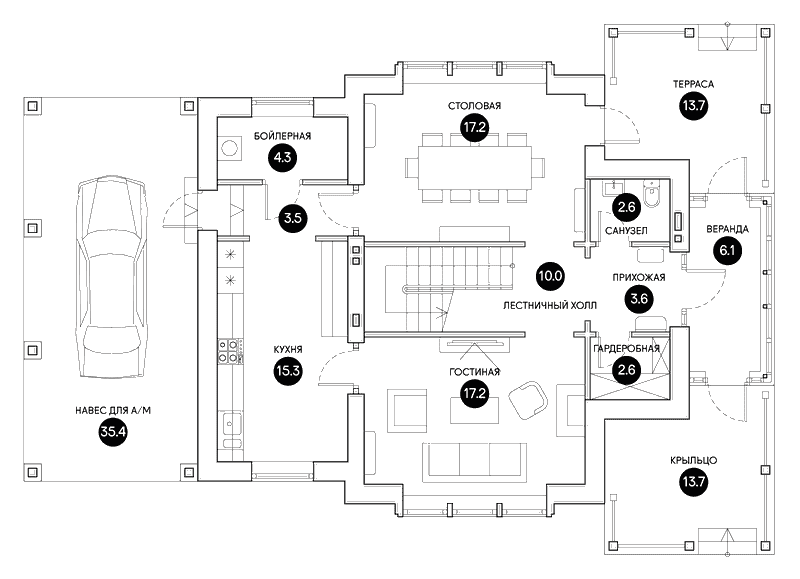 ТЕРРАСА
13.7
СТОЛОВАЯ
17.2
БОЙЛЕРНАЯ
4.3
3.5
2.6
САНУЗЕЛ
ВЕРАНДА
6.1
10.0
ЛЕСТНИЧНЫЙ ХОЛЛ
ПРИХОЖАЯ
3.6
КУХНЯ
15.3
ГОСТИНАЯ
17.2
ГАРДЕРОБНАЯ
2.6
НАВЕС ДЛЯ А/М
35.4
КРЫЛЬЦО
13.7